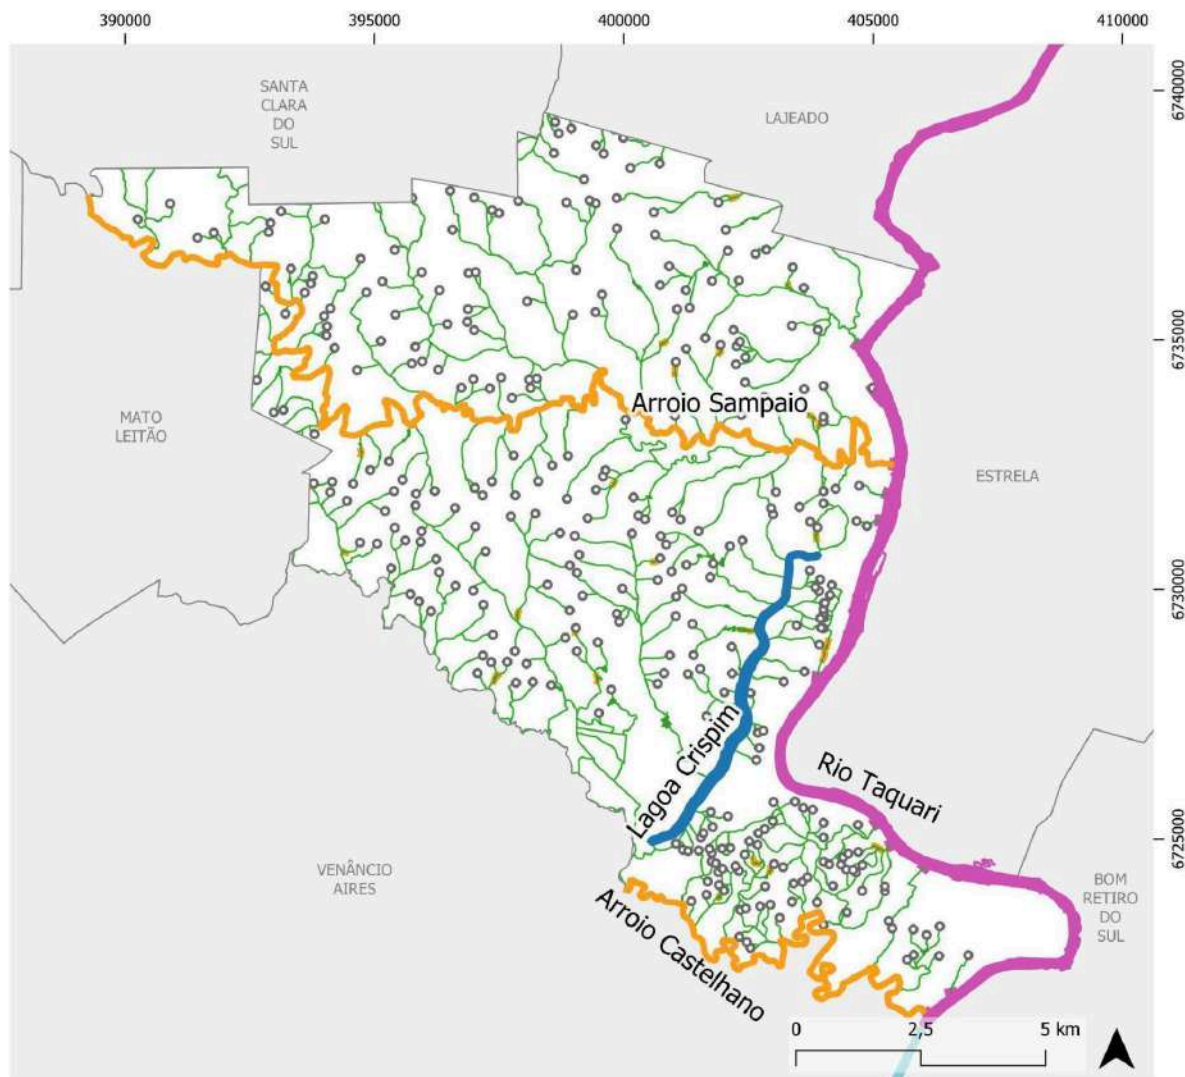 390000
395000
400000
405000
410000
6740000
SANTA
CLARA
DO
SUL
LAJEADO
6735000
Arroio Sampaio
MATO
LEITÃO
ESTRELA
6730000
Lagoa Crispim
Rio Taquari
6725000
VENÂNCIO
AIRES
BOM
RETIRO
DO
SUL
Arroio Castelhano
0
2,5
5 km